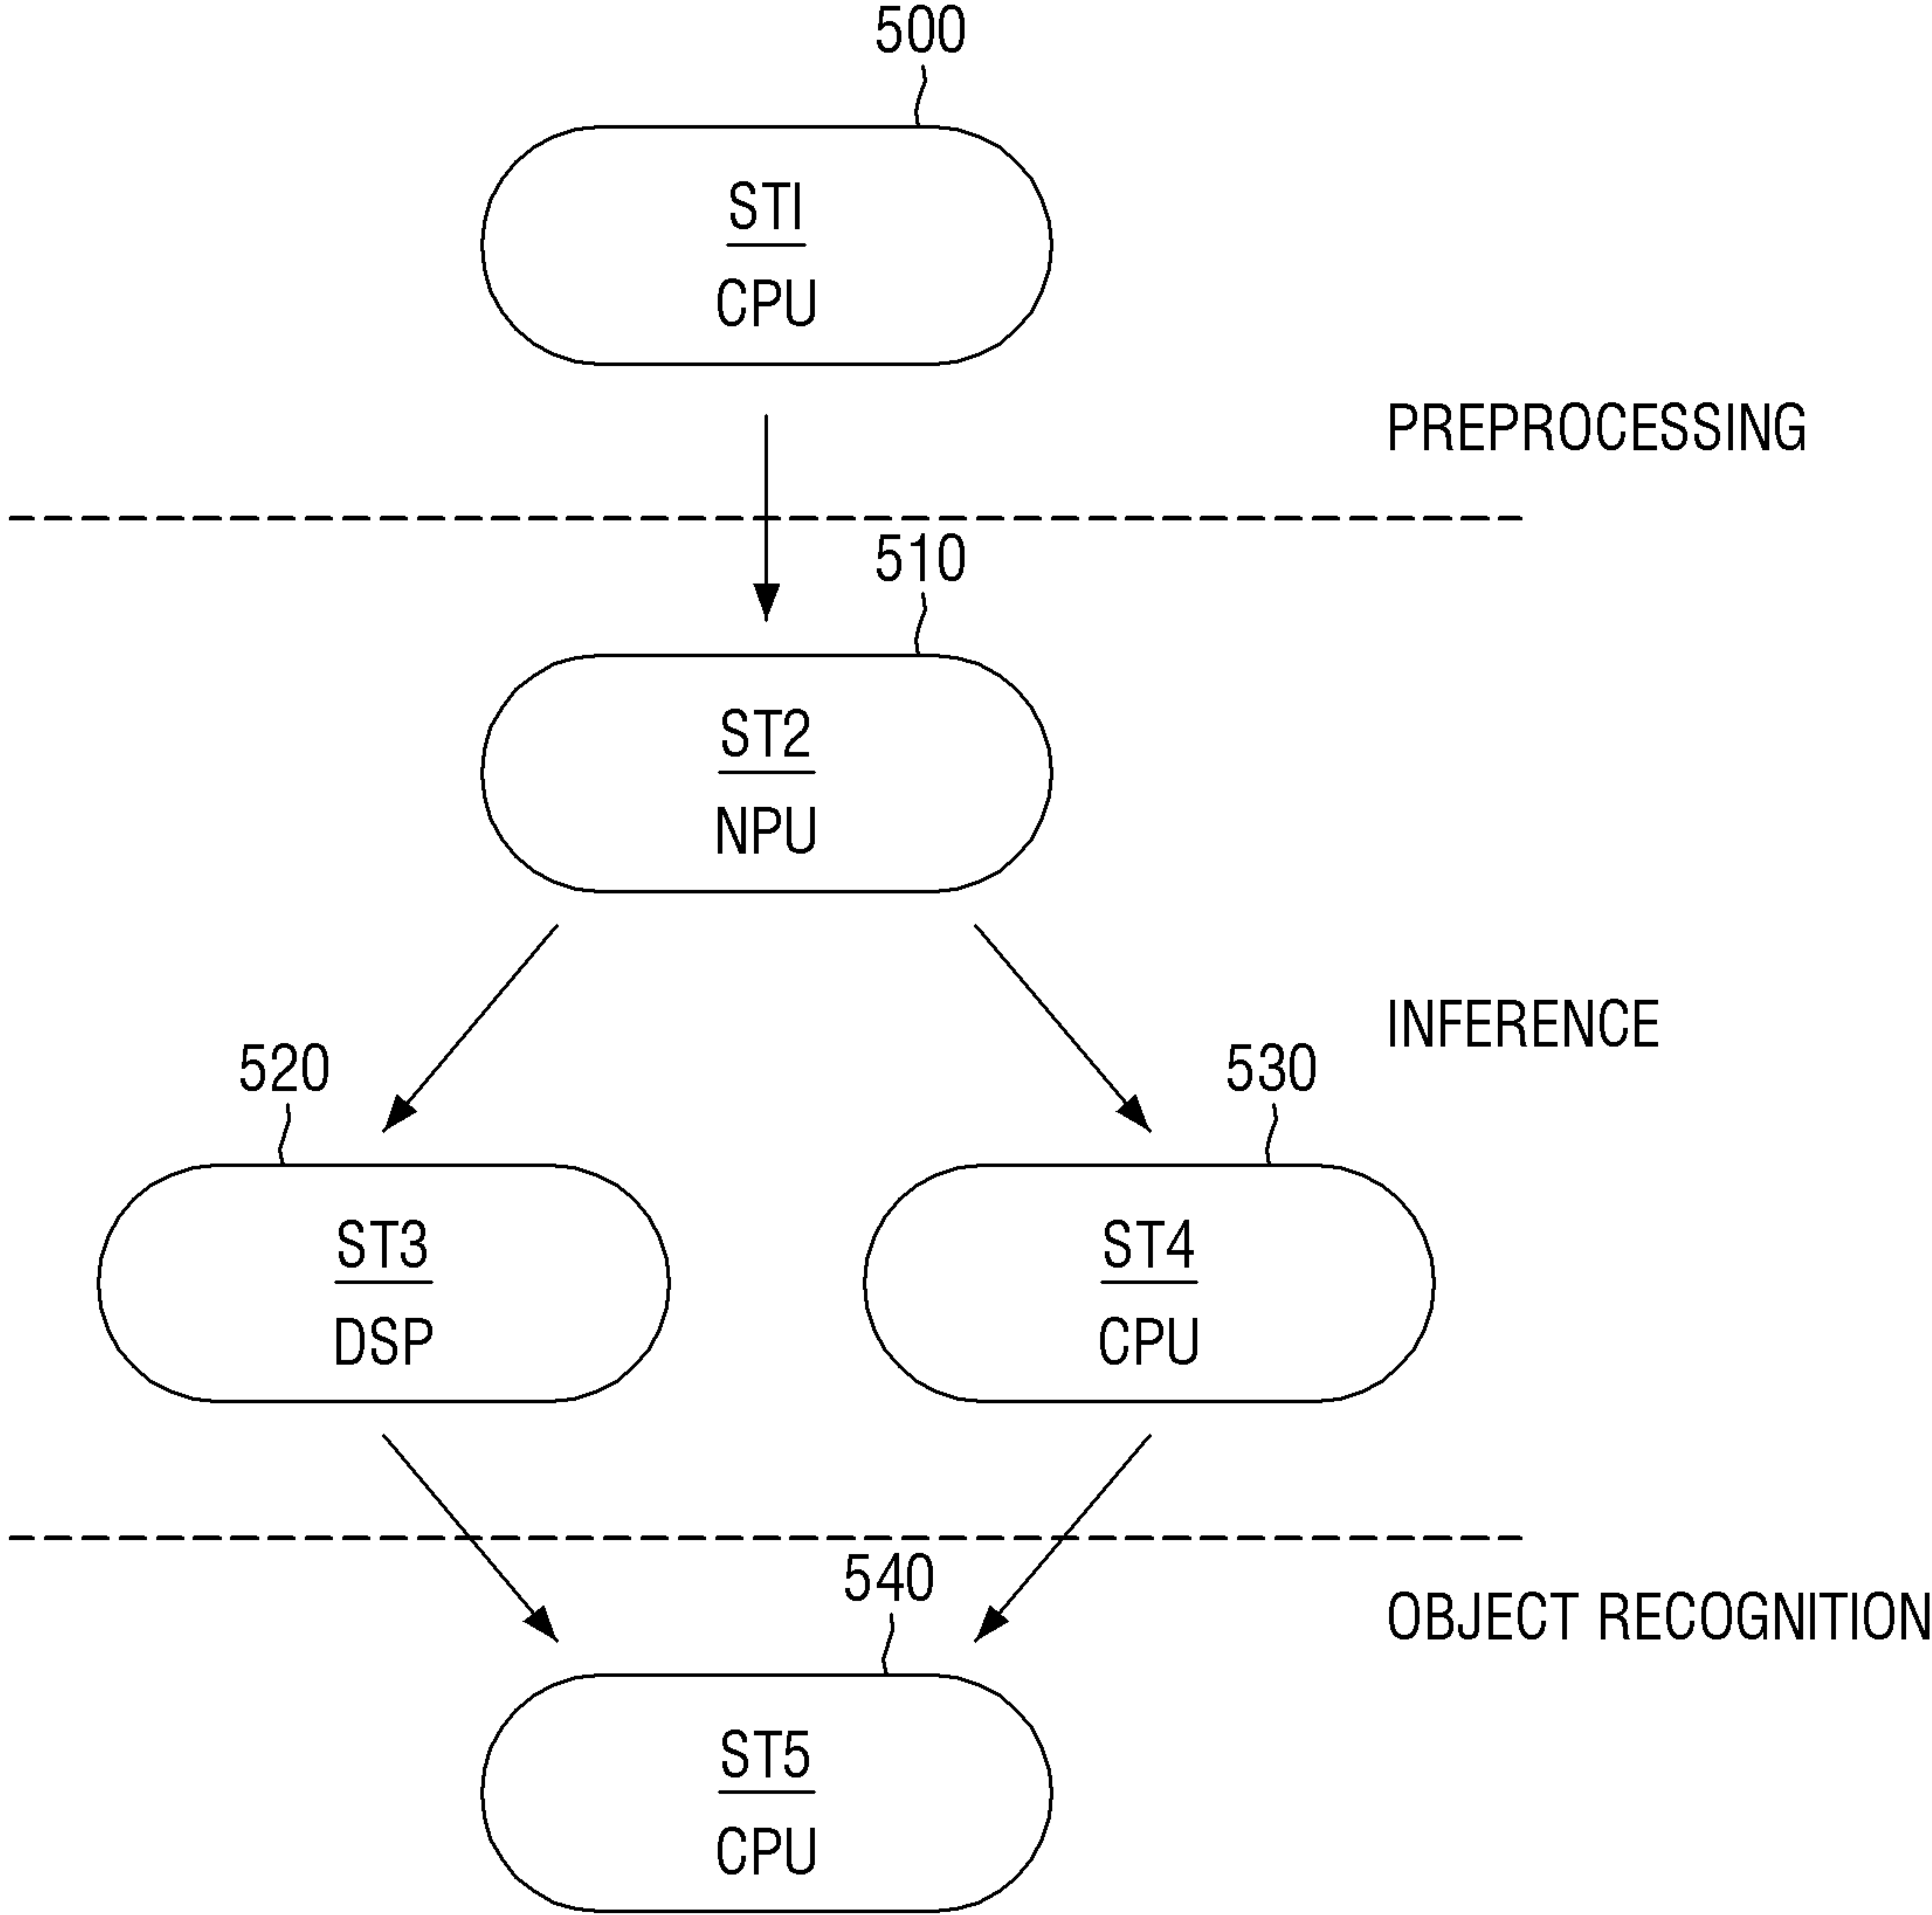 500
STI
CPU
PREPROCESSING
510
ST2
NPU
INFERENCE
520
530
ST3
ST4
DSP
CPU
540
OBJECT RECOGNITION
ST5
CPU